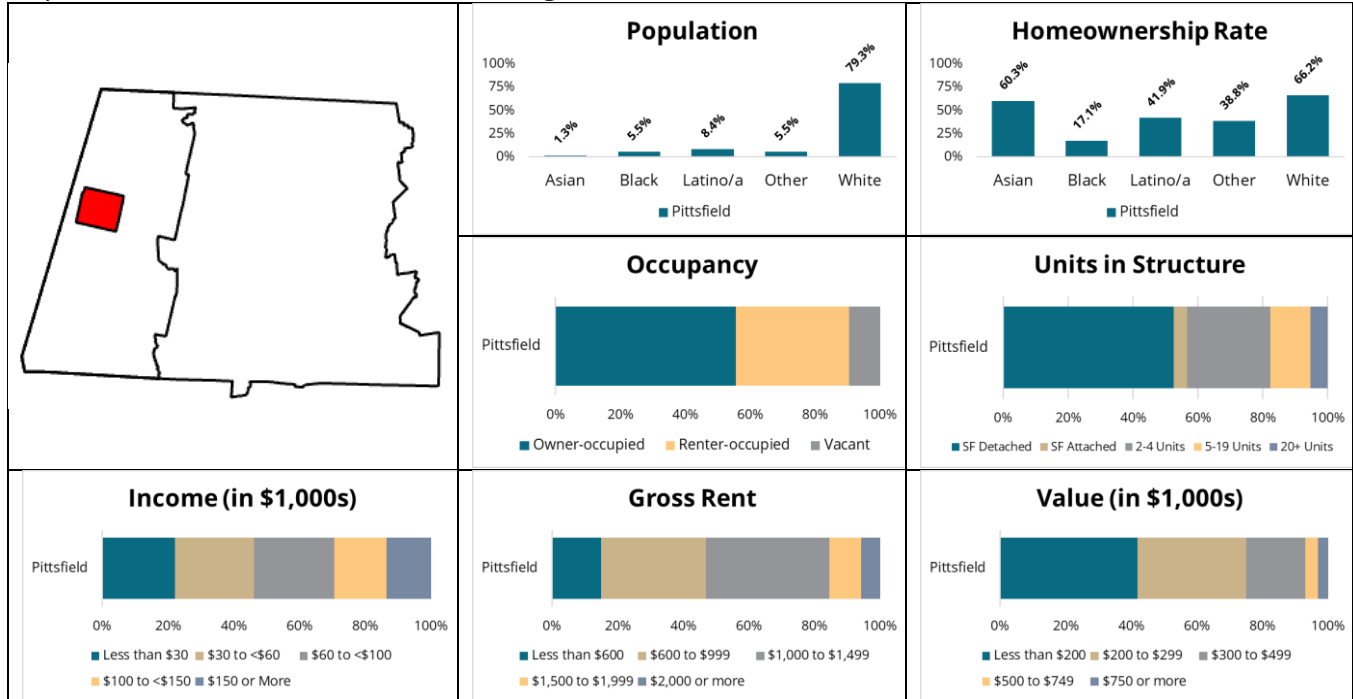 Population
100%
75%
50%
25%
0%
1.3%
5.5%
8.4%
5.5%
79.3%
Asian Black Latino/a Other White
Pittsfield
Homeownership Rate
100%
75%
50%
25%
0%
60.3%
17.1%
41.9%
38.8%
66.2%
Asian Black Latino/a Other White
Pittsfield
Occupancy
Pittsfield
0% 20% 40% 60% 80% 100%
Owner-occupied Renter-occupied Vacant
Units in Structure
Pittsfield
0% 20% 40% 60% 80% 100%
SF Detached SF Attached 2-4 Units 5-19 Units 20+ Units
Income (in $1,000s)
Pittsfield
0% 20% 40% 60% 80% 100%
Less than $30 $30 to <$60 $60 to <$100
$100 to <$150 $150 or More
Gross Rent
Pittsfield
0% 20% 40% 60% 80% 100%
Less than $600 $600 to $999 $1,000 to $1,499
$1,500 to $1,999 $2,000 or more
Value (in $1,000s)
Pittsfield
0% 20% 40% 60% 80% 100%
Less than $200 $200 to $299 $300 to $499
$500 to $749 $750 or more